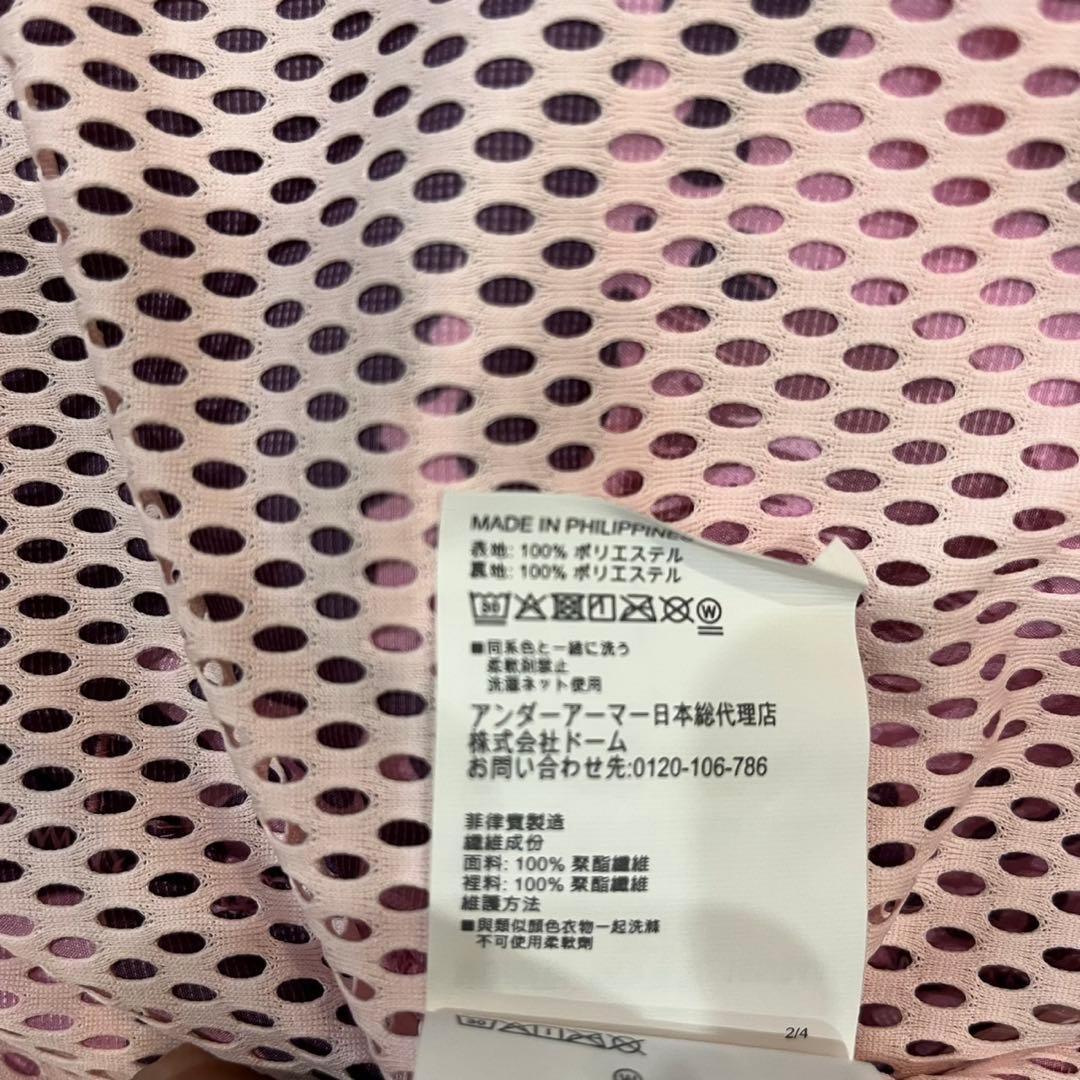 MADE IN PHILIPPINES
表地: 100% ポリエステル
裏地: 100% ポリエステル
30 W
■同系色と一緒に洗う
柔軟剤禁止
洗濯ネット使用
アンダーアーマー日本総代理店
株式会社ドーム
お問い合わせ先:0120-106-786
菲律賓製造
纖維成份
面料: 100% 聚酯纖維
裡料: 100% 聚酯纖維
維護方法
■與類似顏色衣物一起洗滌
不可使用柔軟劑
2/4
30
W